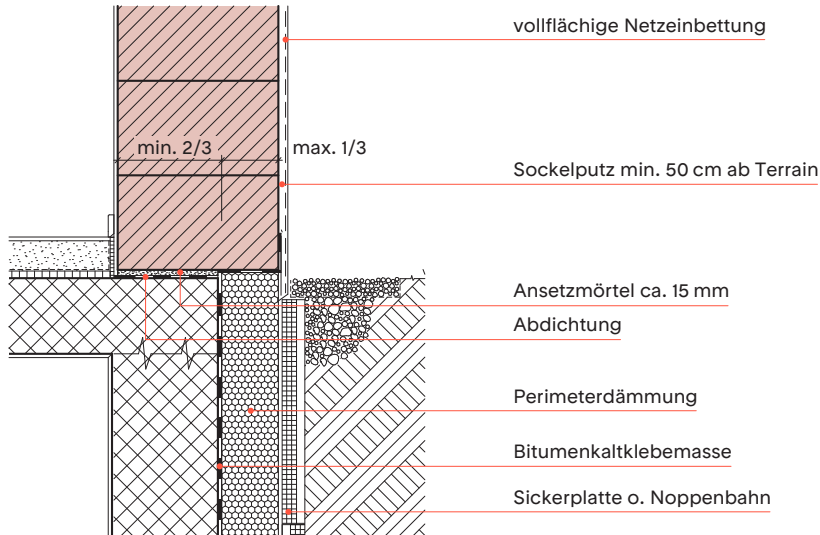 vollflächige Netzeinbettung
min. 2/3
max. 1/3
Sockelputz min. 50 cm ab Terrain
Ansetzmörtel ca. 15 mm
Abdichtung
Perimeterdämmung
Bitumenkaltklebemasse
Sickerplatte o. Noppenbahn